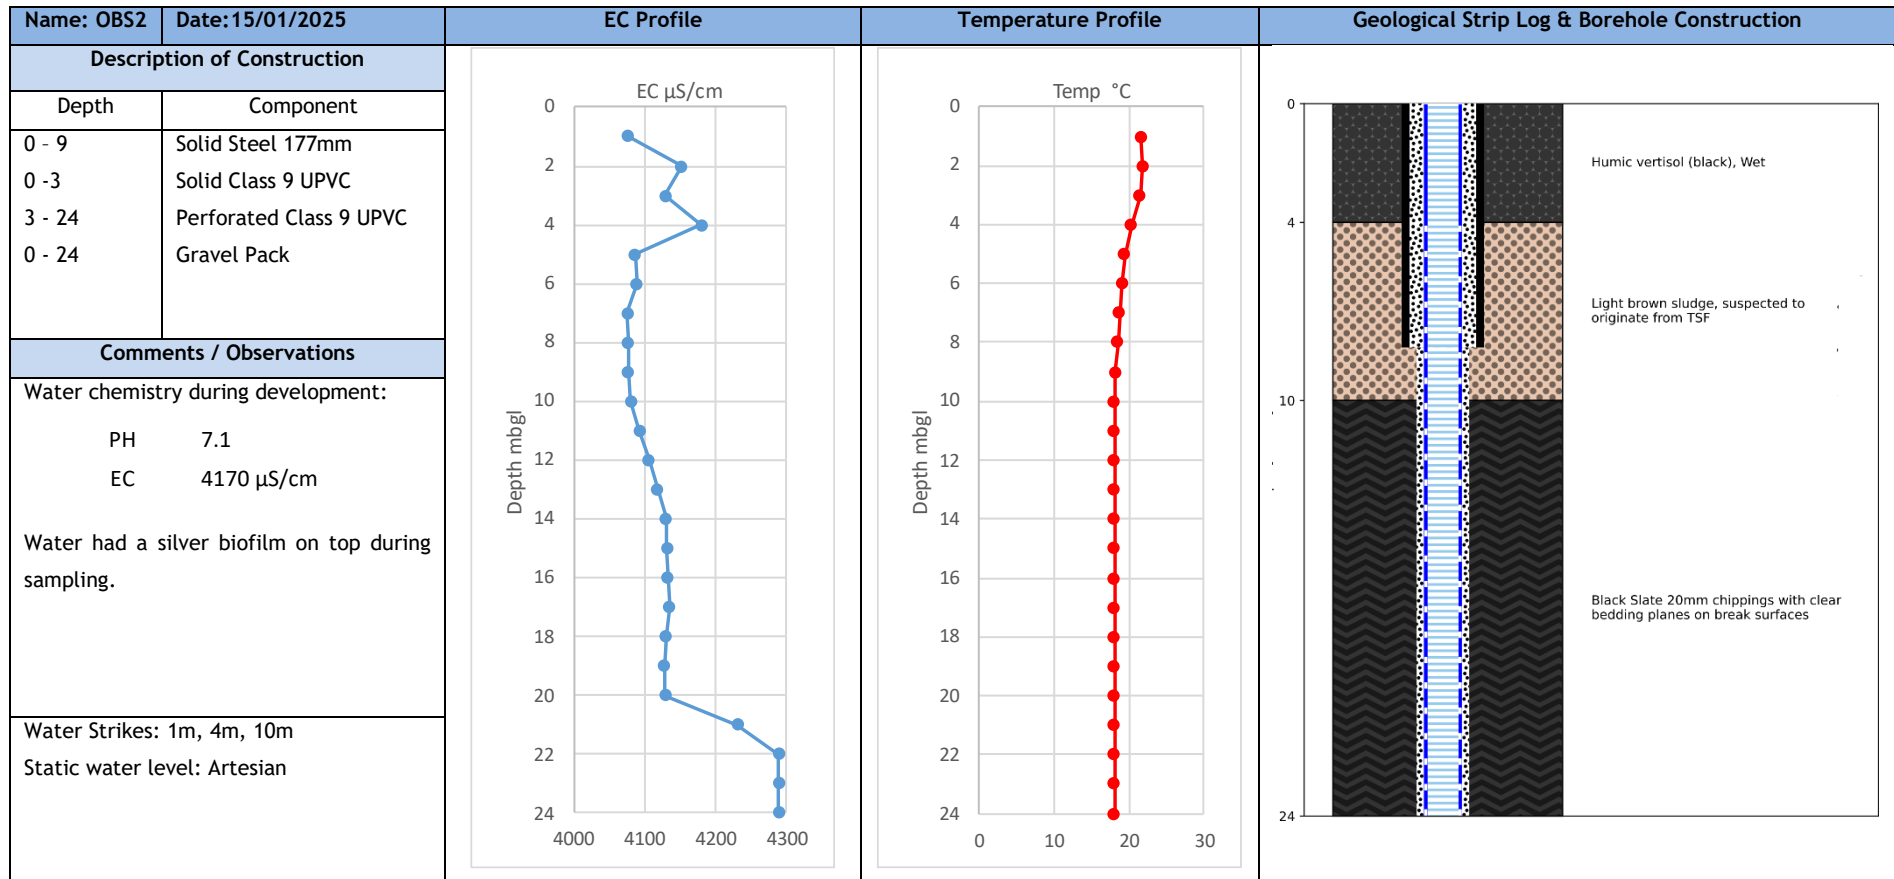 Name: OBS2 Date:15/01/2025 EC Profile Temperature Profile Geological Strip Log & Borehole Construction
Description of Construction
Depth Component
0 – 9 Solid Steel 177mm
0 -3 Solid Class 9 UPVC
3 - 24 Perforated Class 9 UPVC
0 - 24 Gravel Pack
Comments / Observations
Water chemistry during development:
PH 7.1
EC 4170 µS/cm
Water had a silver biofilm on top during
sampling.
Water Strikes: 1m, 4m, 10m
Static water level: Artesian
EC µS/cm
0
2
4
6
8
10
12
14
16
18
20
22
24
Depth mbgl
4000 4100 4200 4300
Temp °C
0
2
4
6
8
10
12
14
16
18
20
22
24
Depth mbgl
0 10 20 30
0
4
10
24
Humic vertisol (black), Wet
Light brown sludge, suspected to
originate from TSF
Black Slate 20mm chippings with clear
bedding planes on break surfaces